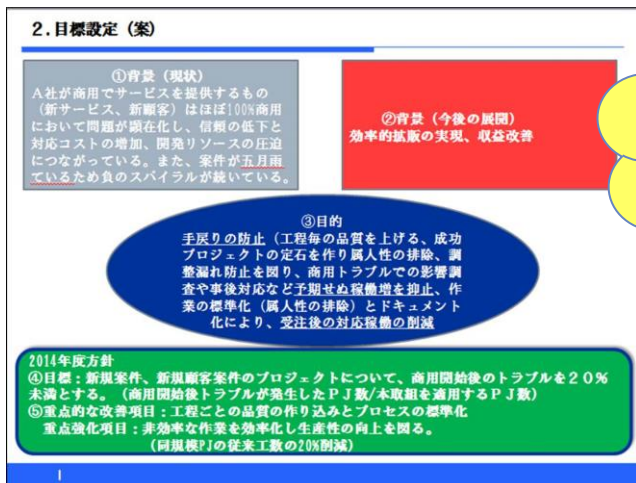 2.目標設定（案）
①背景（現状）
A社が商用でサービスを提供するもの
（新サービス、新顧客）はほぼ100%商用
において問題が顕在化し、信頼の低下と
対応コストの増加、開発リソースの圧迫
につながっている。また、案件が五月雨
ているため負のスパイラルが続いている。
②背景（今後の展開）
効率的拡販の実現、収益改善
③目的
手戻りの防止（工程毎の品質を上げる、成功
プロジェクトの定石を作り属人性の排除、調
整漏れ防止を図り、商用トラブルでの影響調
査や事後対応など予期せぬ稼働増を抑止、作
業の標準化（属人性の排除）とドキュメント
化により、受注後の対応稼働の削減
2014年度方針
④目標：新規案件、新規顧客案件のプロジェクトについて、商用開始後のトラブルを２０％
未満とする。（商用開始後トラブルが発生したＰＪ数/本取組を適用するＰＪ数）
⑤重点的な改善項目：工程ごとの品質の作り込みとプロセスの標準化
重点強化項目：非効率な作業を効率化し生産性の向上を図る。
（同規模PJの従来工数の20%削減）